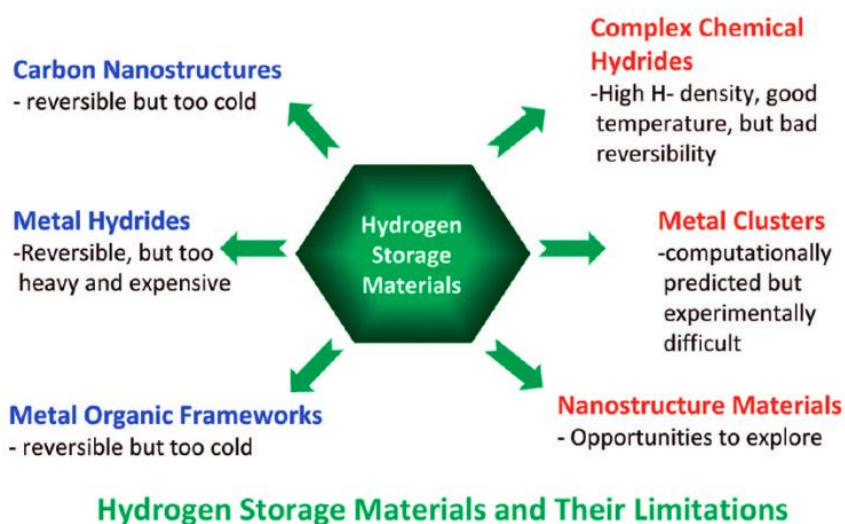 Carbon Nanostructures
- reversible but too cold
Complex Chemical
Hydrides
-High H- density, good
temperature, but bad
reversibility
Metal Hydrides
-Reversible, but too
heavy and expensive
Hydrogen
Storage
Materials
Metal Clusters
-computationally
predicted but
experimentally
difficult
Metal Organic Frameworks
- reversible but too cold
Nanostructure Materials
- Opportunities to explore
Hydrogen Storage Materials and Their Limitations